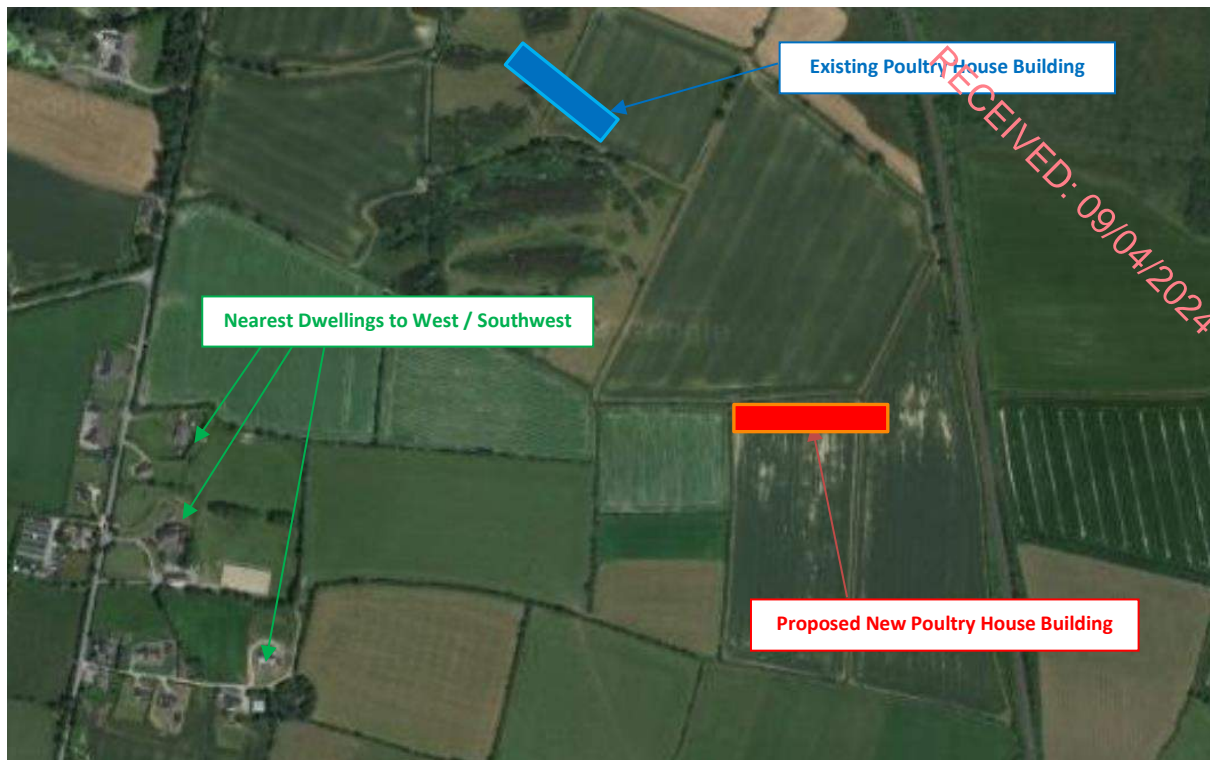 Existing Poultry House Building
RECEIVED: 09/04/2024
Nearest Dwellings to West / Southwest
Proposed New Poultry House Building